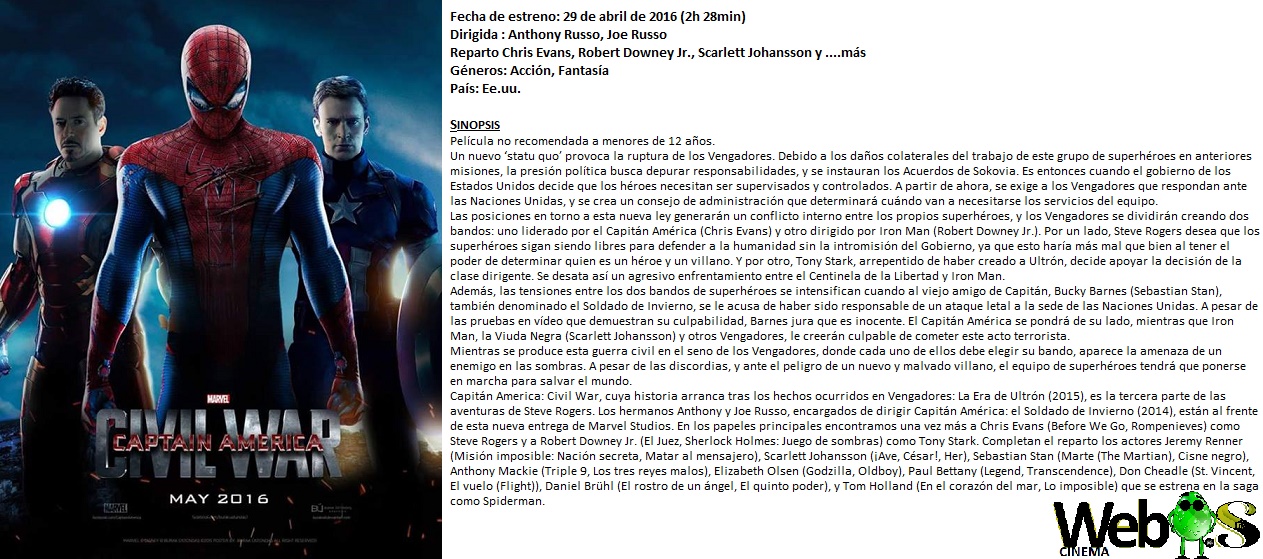 MARVEL
CIVIL WAR
CAPTAIN AMERICA
MAY 2016
MARVEL
Fecha de estreno: 29 de abril de 2016 (2h 28min)
Dirigida : Anthony Russo, Joe Russo
Reparto Chris Evans, Robert Downey Jr., Scarlett Johansson y ....más
Géneros: Acción, Fantasía
País: Ee.uu.
SINOPSIS
Película no recomendada a menores de 12 años.
Un nuevo ‘statu quo’ provoca la ruptura de los Vengadores. Debido a los daños colaterales del trabajo de este grupo de superhéroes en anteriores
misiones, la presión política busca depurar responsabilidades, y se instauran los Acuerdos de Sokovia. Es entonces cuando el gobierno de los
Estados Unidos decide que los héroes necesitan ser supervisados y controlados. A partir de ahora, se exige a los Vengadores que respondan ante
las Naciones Unidas, y se crea un consejo de administración que determinará cuándo van a necesitarse los servicios del equipo.
Las posiciones en torno a esta nueva ley generarán un conflicto interno entre los propios superhéroes, y los Vengadores se dividirán creando dos
bandos: uno liderado por el Capitán América (Chris Evans) y otro dirigido por Iron Man (Robert Downey Jr.). Por un lado, Steve Rogers desea que los
superhéroes sigan siendo libres para defender a la humanidad sin la intromisión del Gobierno, ya que esto haría más mal que bien al tener el
poder de determinar quien es un héroe y un villano. Y por otro, Tony Stark, arrepentido de haber creado a Ultrón, decide apoyar la decisión de la
clase dirigente. Se desata así un agresivo enfrentamiento entre el Centinela de la Libertad y Iron Man.
Además, las tensiones entre los dos bandos de superhéroes se intensifican cuando al viejo amigo de Capitán, Bucky Barnes (Sebastian Stan),
también denominado el Soldado de Invierno, se le acusa de haber sido responsable de un ataque letal a la sede de las Naciones Unidas. A pesar de
las pruebas en vídeo que demuestran su culpabilidad, Barnes jura que es inocente. El Capitán América se pondrá de su lado, mientras que Iron
Man, la Viuda Negra (Scarlett Johansson) y otros Vengadores, le creerán culpable de cometer este acto terrorista.
Mientras se produce esta guerra civil en el seno de los Vengadores, donde cada uno de ellos debe elegir su bando, aparece la amenaza de un
enemigo en las sombras. A pesar de las discordias, y ante el peligro de un nuevo y malvado villano, el equipo de superhéroes tendrá que ponerse
en marcha para salvar el mundo.
Capitán America: Civil War, cuya historia arranca tras los hechos ocurridos en Vengadores: La Era de Ultrón (2015), es la tercera parte de las
aventuras de Steve Rogers. Los hermanos Anthony y Joe Russo, encargados de dirigir Capitán América: el Soldado de Invierno (2014), están al frente
de esta nueva entrega de Marvel Studios. En los papeles principales encontramos una vez más a Chris Evans (Before We Go, Rompenieves) como
Steve Rogers y a Robert Downey Jr. (El Juez, Sherlock Holmes: Juego de sombras) como Tony Stark. Completan el reparto los actores Jeremy Renner
(Misión imposible: Nación secreta, Matar al mensajero), Scarlett Johansson (¡Ave, César!, Her), Sebastian Stan (Marte (The Martian), Cisne negro),
Anthony Mackie (Triple 9, Los tres reyes malos), Elizabeth Olsen (Godzilla, Oldboy), Paul Bettany (Legend, Transcendence), Don Cheadle (St. Vincent,
El vuelo (Flight)), Daniel Brühl (El rostro de un ángel, El quinto poder), y Tom Holland (En el corazón del mar, Lo imposible) que se estrena en la saga
como Spiderman.
Web S
CINEMA